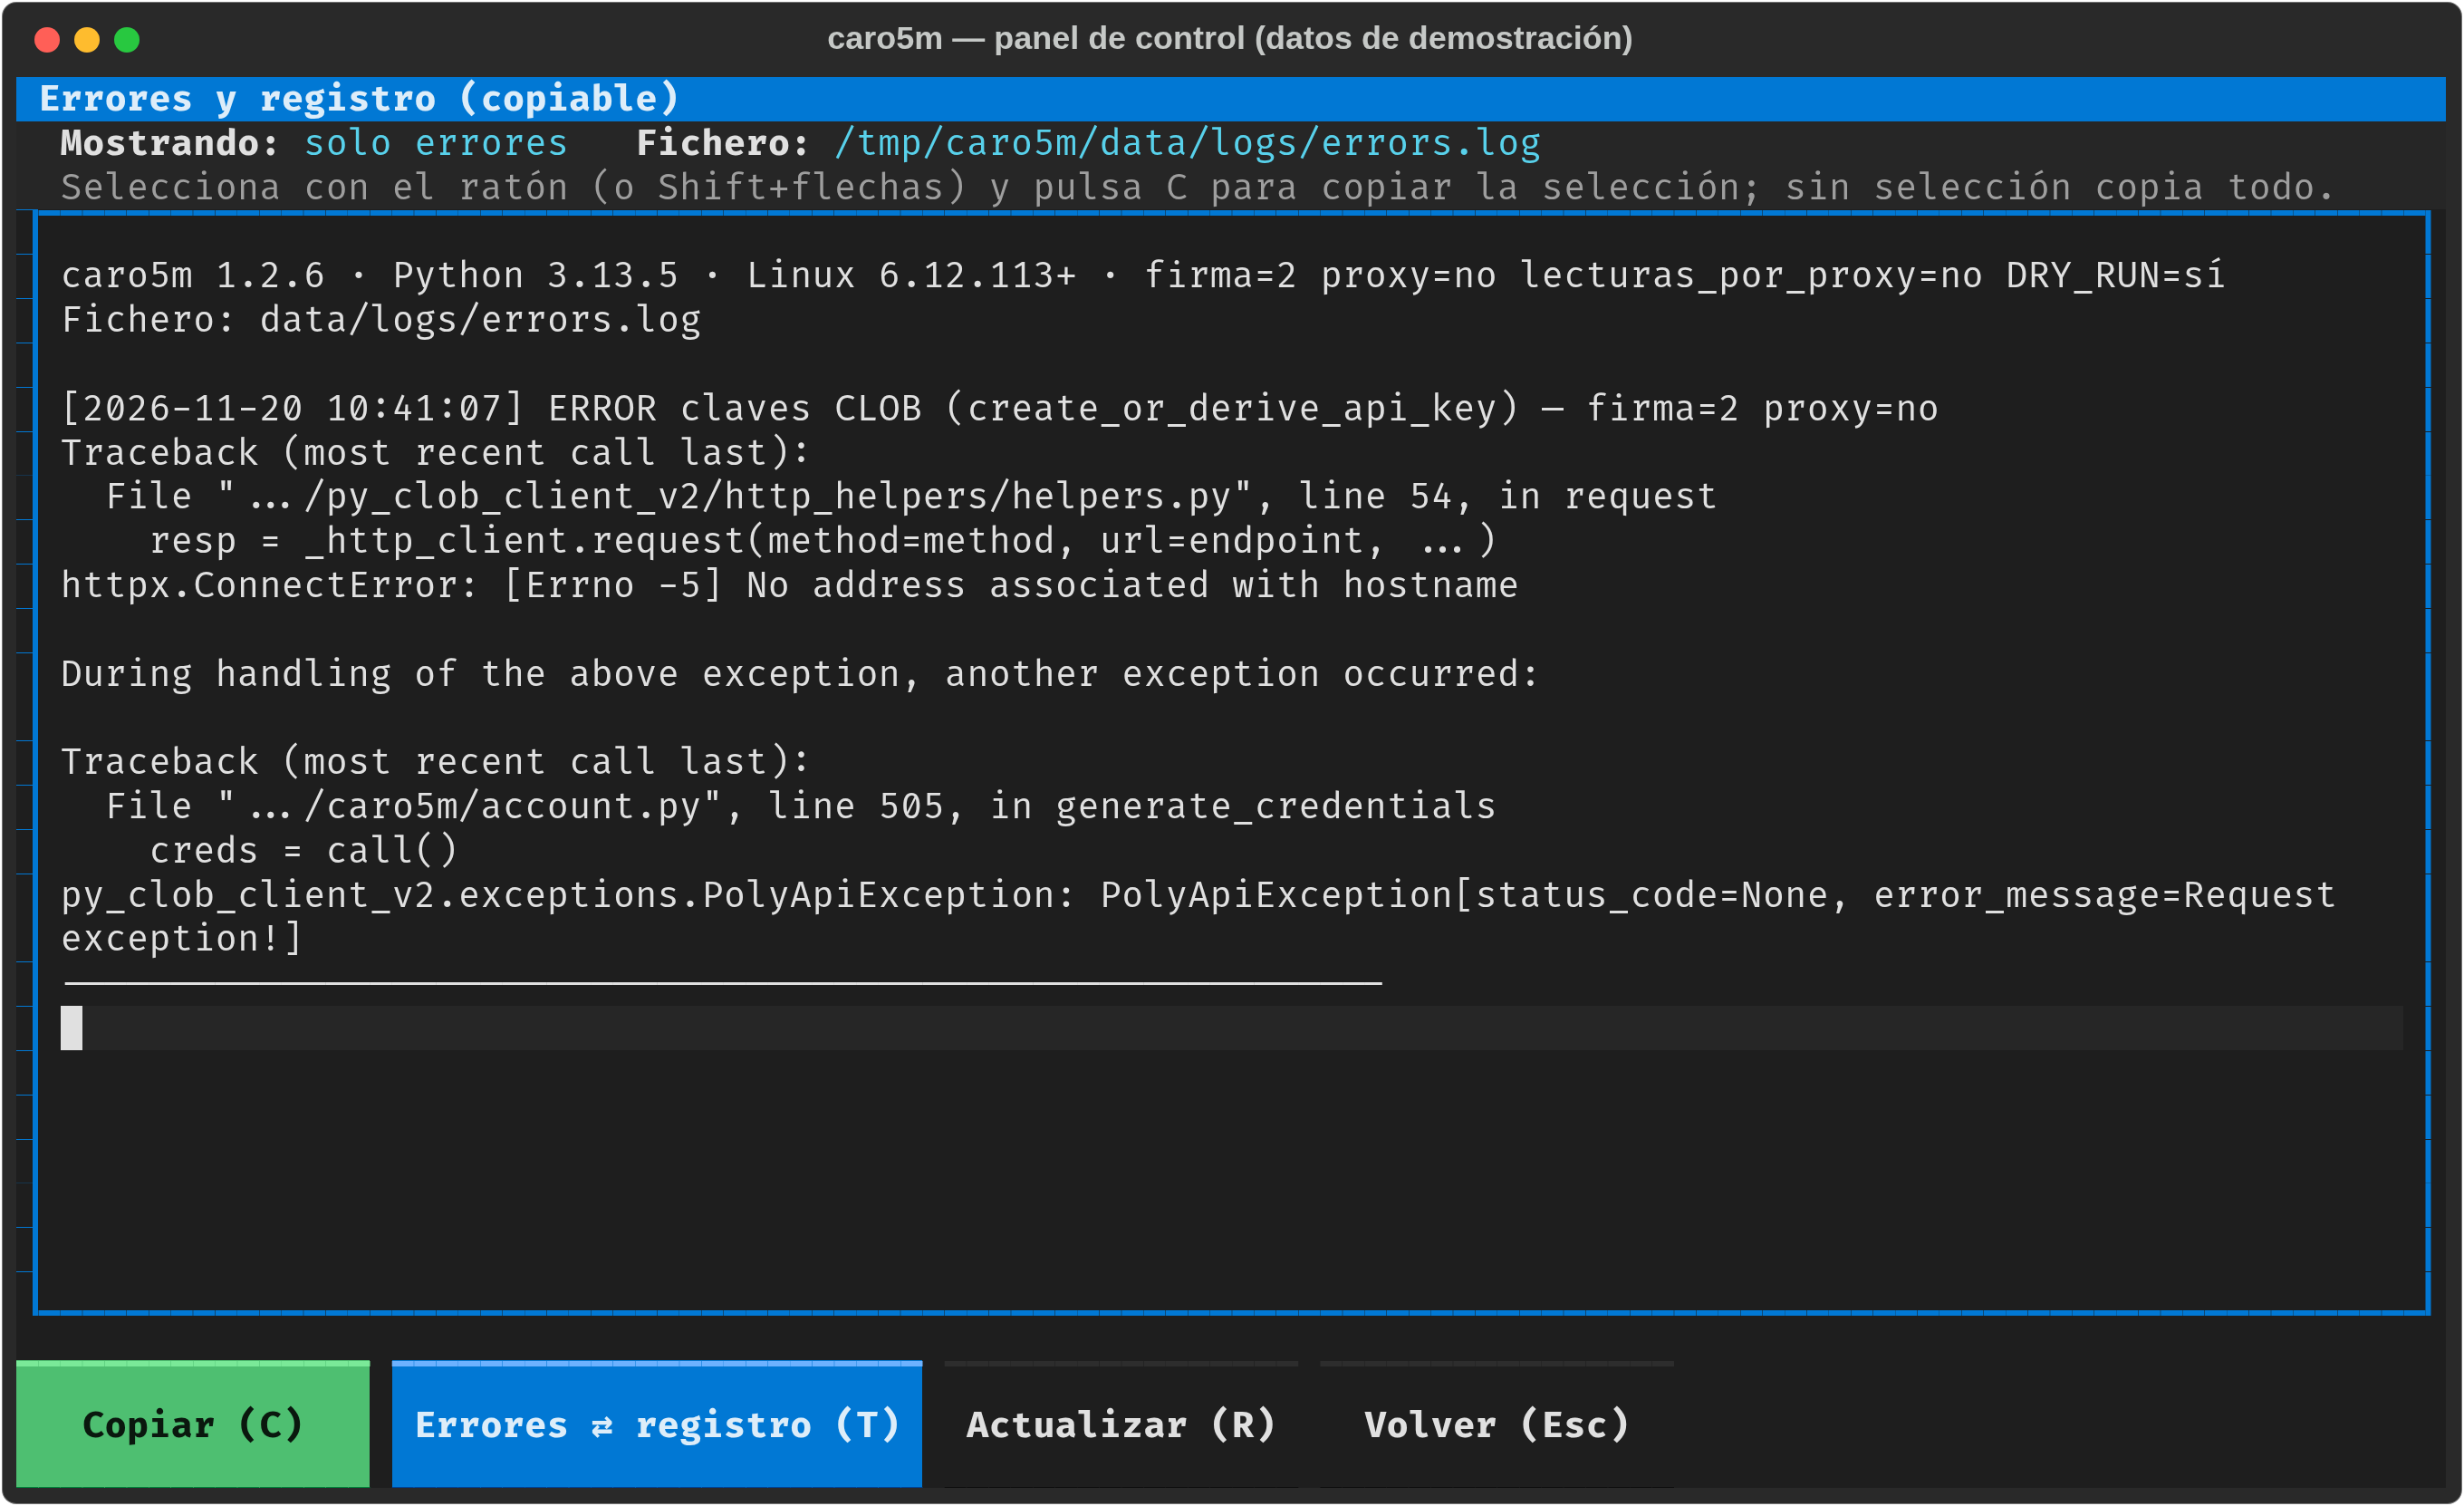 caro5m — panel de control (datos de demostración)
Errores y registro (copiable)
Mostrando: solo errores   Fichero: /tmp/caro5m/data/logs/errors.log
Selecciona con el ratón (o Shift+flechas) y pulsa C para copiar la selección; sin selección copia todo.
caro5m 1.2.6 · Python 3.13.5 · Linux 6.12.113+ · firma=2 proxy=no lecturas_por_proxy=no DRY_RUN=sí
Fichero: data/logs/errors.log
[2026-11-20 10:41:07] ERROR claves CLOB (create_or_derive_api_key) — firma=2 proxy=no
Traceback (most recent call last):
  File ".../py_clob_client_v2/http_helpers/helpers.py", line 54, in request
    resp = _http_client.request(method=method, url=endpoint, ...)
httpx.ConnectError: [Errno -5] No address associated with hostname
During handling of the above exception, another exception occurred:
Traceback (most recent call last):
  File ".../caro5m/account.py", line 505, in generate_credentials
    creds = call()
py_clob_client_v2.exceptions.PolyApiException: PolyApiException[status_code=None, error_message=Request
exception!]
Copiar (C)   Errores ⇄ registro (T)   Actualizar (R)   Volver (Esc)